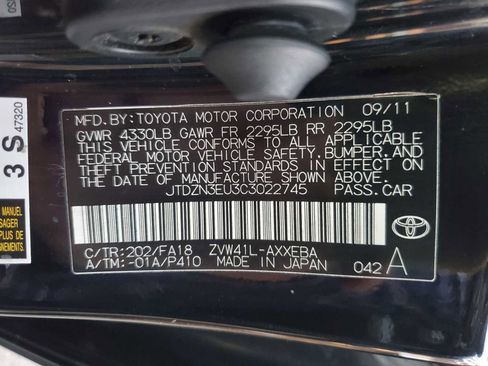 MFD.BY:TOYOTA MOTOR CORPORATION 09/11
GVWR 4330LB GAWR FR 2295LB RR 2295LB
THIS VEHICLE CONFORMS TO ALL APPLICABLE
FEDERAL MOTOR VEHICLE SAFETY,BUMPER,AND
THEFT PREVENTION STANDARDS IN EFFECT ON
THE DATE OF MANUFACTURE SHOWN ABOVE.
JTDZN3EU3C3022745 PASS.CAR
C/TR:202/FA18 ZVW41L-AXXEBA
A/TM:-01A/P410 MADE IN JAPAN 042 A
3 S 47320
MANUEL